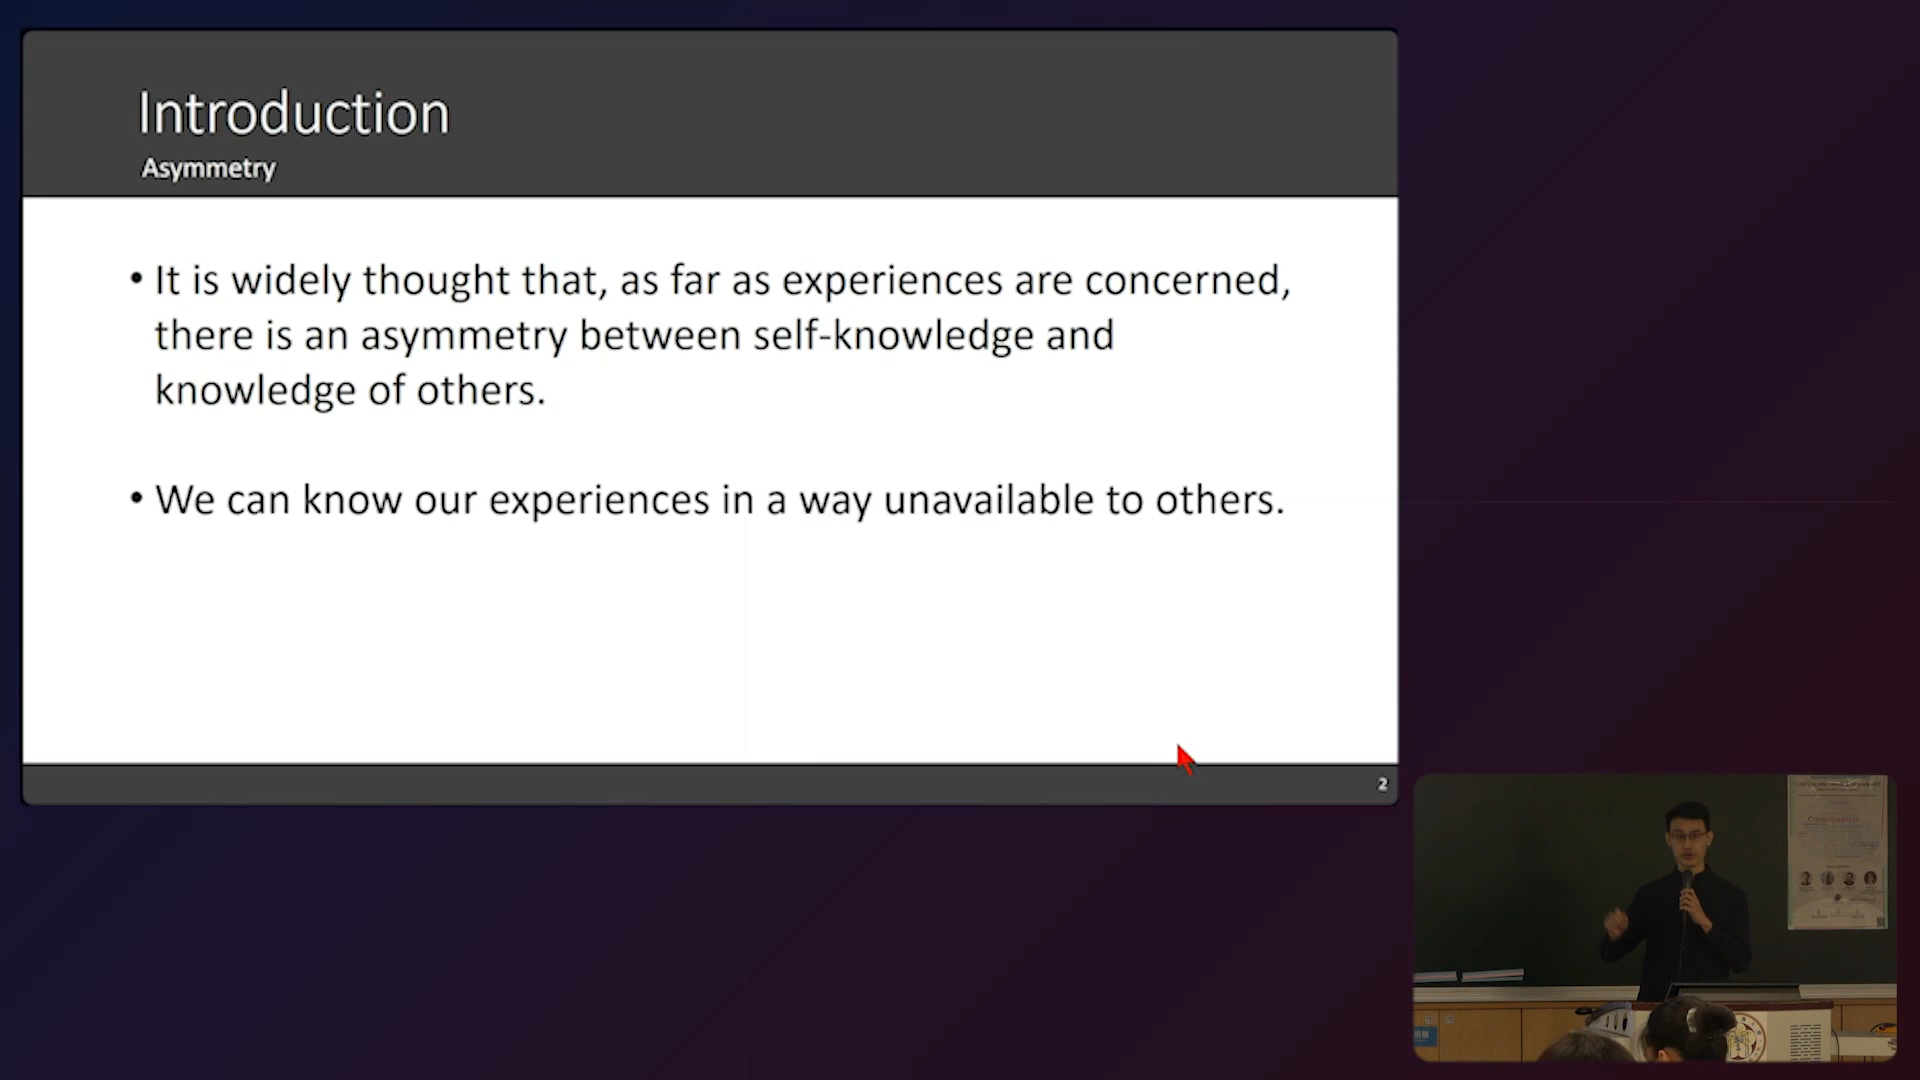 Introduction
Asymmetry
• It is widely thought that, as far as experiences are concerned,
there is an asymmetry between self-knowledge and
knowledge of others.
• We can know our experiences in a way unavailable to others.
2
Consciousness